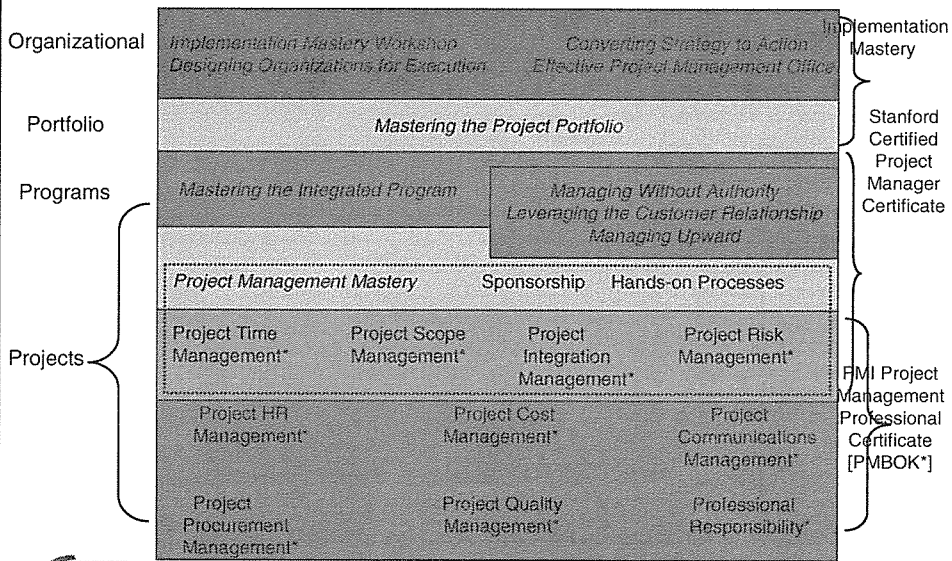 Organizational
Implementation Mastery Workshop
Designing Organizations for Execution
Converting Strategy to Action
Effective Project Management Office
Implementation
Mastery
Portfolio
Mastering the Project Portfolio
Stanford
Certified
Project
Manager
Certificate
Programs
Mastering the Integrated Program
Managing Without Authority
Leveraging the Customer Relationship
Managing Upward
Project Management Mastery
Sponsorship
Hands-on Processes
Projects
Project Time
Management*
Project Scope
Management*
Project
Integration
Management*
Project Risk
Management*
PMI Project
Management
Professional
Certificate
[PMBOK*]
Project HR
Management*
Project Cost
Management*
Project
Communications
Management*
Project
Procurement
Management*
Project Quality
Management*
Professional
Responsibility*